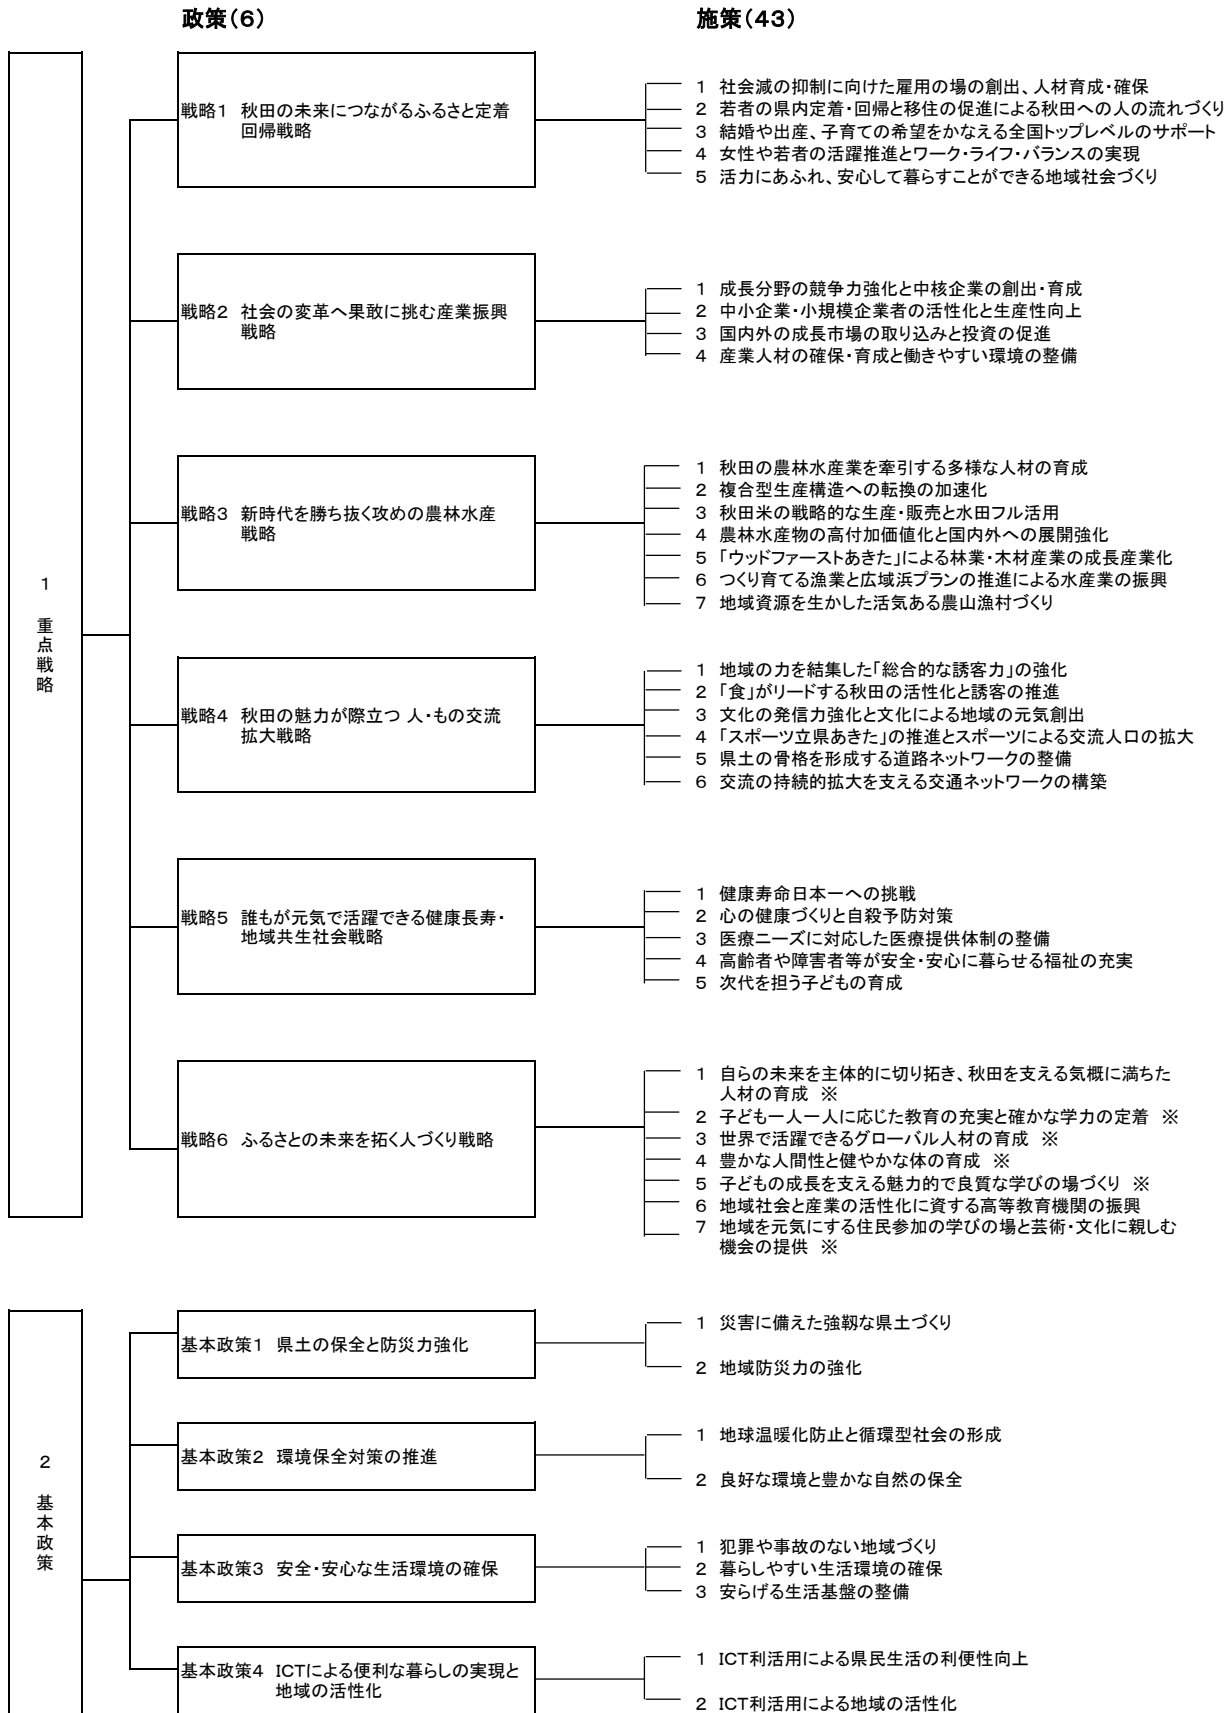 政策(6)
施策(43)
1 重点戦略
戦略1 秋田の未来につながるふるさと定着
回帰戦略
1 社会減の抑制に向けた雇用の場の創出、人材育成・確保
2 若者の県内定着・回帰と移住の促進による秋田への人の流れづくり
3 結婚や出産、子育ての希望をかなえる全国トップレベルのサポート
4 女性や若者の活躍推進とワーク・ライフ・バランスの実現
5 活力にあふれ、安心して暮らすことができる地域社会づくり
戦略2 社会の変革へ果敢に挑む産業振興
戦略
1 成長分野の競争力強化と中核企業の創出・育成
2 中小企業・小規模企業者の活性化と生産性向上
3 国内外の成長市場の取り込みと投資の促進
4 産業人材の確保・育成と働きやすい環境の整備
戦略3 新時代を勝ち抜く攻めの農林水産
戦略
1 秋田の農林水産業を牽引する多様な人材の育成
2 複合型生産構造への転換の加速化
3 秋田米の戦略的な生産・販売と水田フル活用
4 農林水産物の高付加価値化と国内外への展開強化
5 「ウッドファーストあきた」による林業・木材産業の成長産業化
6 つくり育てる漁業と広域浜プランの推進による水産業の振興
7 地域資源を生かした活気ある農山漁村づくり
戦略4 秋田の魅力が際立つ 人・もの交流
拡大戦略
1 地域の力を結集した「総合的な誘客力」の強化
2 「食」がリードする秋田の活性化と誘客の推進
3 文化の発信力強化と文化による地域の元気創出
4 「スポーツ立県あきた」の推進とスポーツによる交流人口の拡大
5 県土の骨格を形成する道路ネットワークの整備
6 交流の持続的拡大を支える交通ネットワークの構築
戦略5 誰もが元気で活躍できる健康長寿・
地域共生社会戦略
1 健康寿命日本一への挑戦
2 心の健康づくりと自殺予防対策
3 医療ニーズに対応した医療提供体制の整備
4 高齢者や障害者等が安全・安心に暮らせる福祉の充実
5 次代を担う子どもの育成
戦略6 ふるさとの未来を拓く人づくり戦略
1 自らの未来を主体的に切り拓き、秋田を支える気概に満ちた
人材の育成 ※
2 子ども一人一人に応じた教育の充実と確かな学力の定着 ※
3 世界で活躍できるグローバル人材の育成 ※
4 豊かな人間性と健やかな体の育成 ※
5 子どもの成長を支える魅力的で良質な学びの場づくり ※
6 地域社会と産業の活性化に資する高等教育機関の振興
7 地域を元気にする住民参加の学びの場と芸術・文化に親しむ
機会の提供 ※
2 基本政策
基本政策1 県土の保全と防災力強化
1 災害に備えた強靱な県土づくり
2 地域防災力の強化
基本政策2 環境保全対策の推進
1 地球温暖化防止と循環型社会の形成
2 良好な環境と豊かな自然の保全
基本政策3 安全・安心な生活環境の確保
1 犯罪や事故のない地域づくり
2 暮らしやすい生活環境の確保
3 安らげる生活基盤の整備
基本政策4 ICTによる便利な暮らしの実現と
地域の活性化
1 ICT利活用による県民生活の利便性向上
2 ICT利活用による地域の活性化